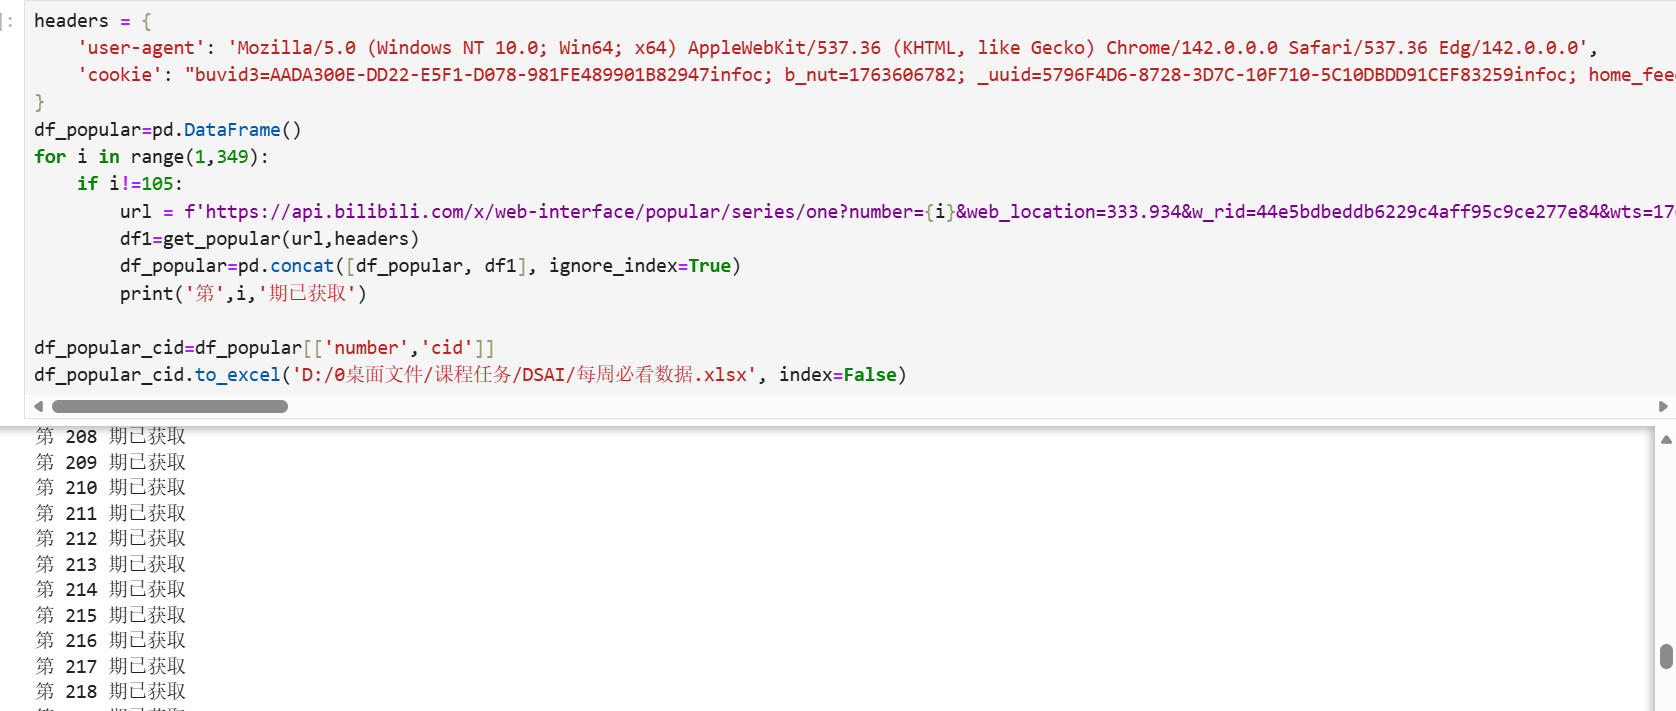 ]:
headers = {
    'user-agent': 'Mozilla/5.0 (Windows NT 10.0; Win64; x64) AppleWebKit/537.36 (KHTML, like Gecko) Chrome/142.0.0.0 Safari/537.36 Edg/142.0.0.0',
    'cookie': "buvid3=AADA300E-DD22-E5F1-D078-981FE489901B82947infoc; b_nut=1763606782; _uuid=5796F4D6-8728-3D7C-10F710-5C10DBDD91CEF83259infoc; home_fee
}
df_popular=pd.DataFrame()
for i in range(1,349):
    if i!=105:
        url = f'https://api.bilibili.com/x/web-interface/popular/series/one?number={i}&web_location=333.934&w_rid=44e5bdbeddb6229c4aff95c9ce277e84&wts=17
        df1=get_popular(url,headers)
        df_popular=pd.concat([df_popular, df1], ignore_index=True)
        print('第',i,'期已获取')
df_popular_cid=df_popular[['number','cid']]
df_popular_cid.to_excel('D:/0桌面文件/课程任务/DSAI/每周必看数据.xlsx', index=False)
第 208 期已获取
第 209 期已获取
第 210 期已获取
第 211 期已获取
第 212 期已获取
第 213 期已获取
第 214 期已获取
第 215 期已获取
第 216 期已获取
第 217 期已获取
第 218 期已获取